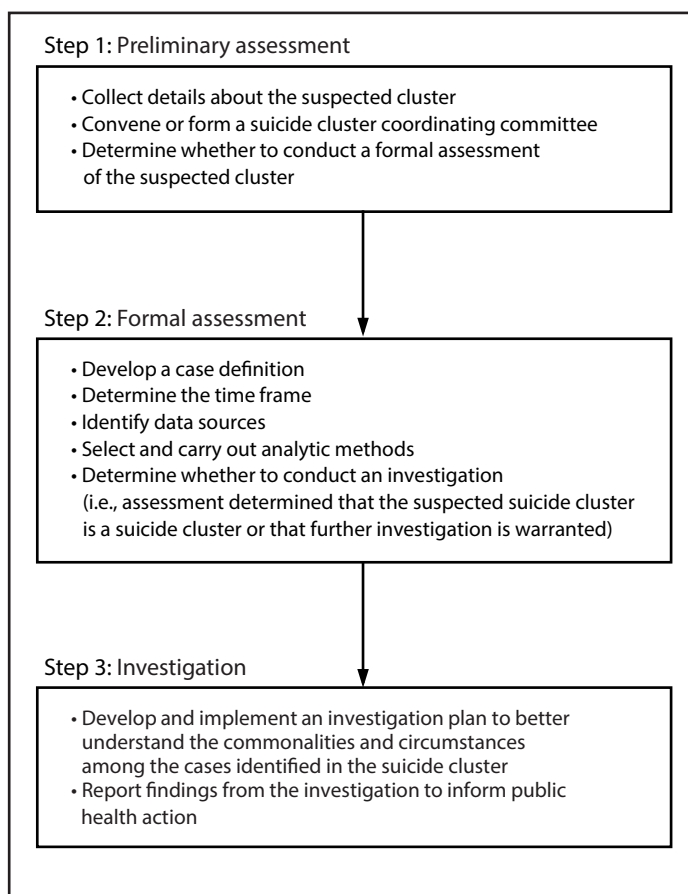 Step 1: Preliminary assessment
• Collect details about the suspected cluster
• Convene or form a suicide cluster coordinating committee
• Determine whether to conduct a formal assessment
of the suspected cluster
Step 2: Formal assessment
• Develop a case definition
• Determine the time frame
• Identify data sources
• Select and carry out analytic methods
• Determine whether to conduct an investigation
(i.e., assessment determined that the suspected suicide cluster
is a suicide cluster or that further investigation is warranted)
Step 3: Investigation
• Develop and implement an investigation plan to better
understand the commonalities and circumstances
among the cases identified in the suicide cluster
• Report findings from the investigation to inform public
health action